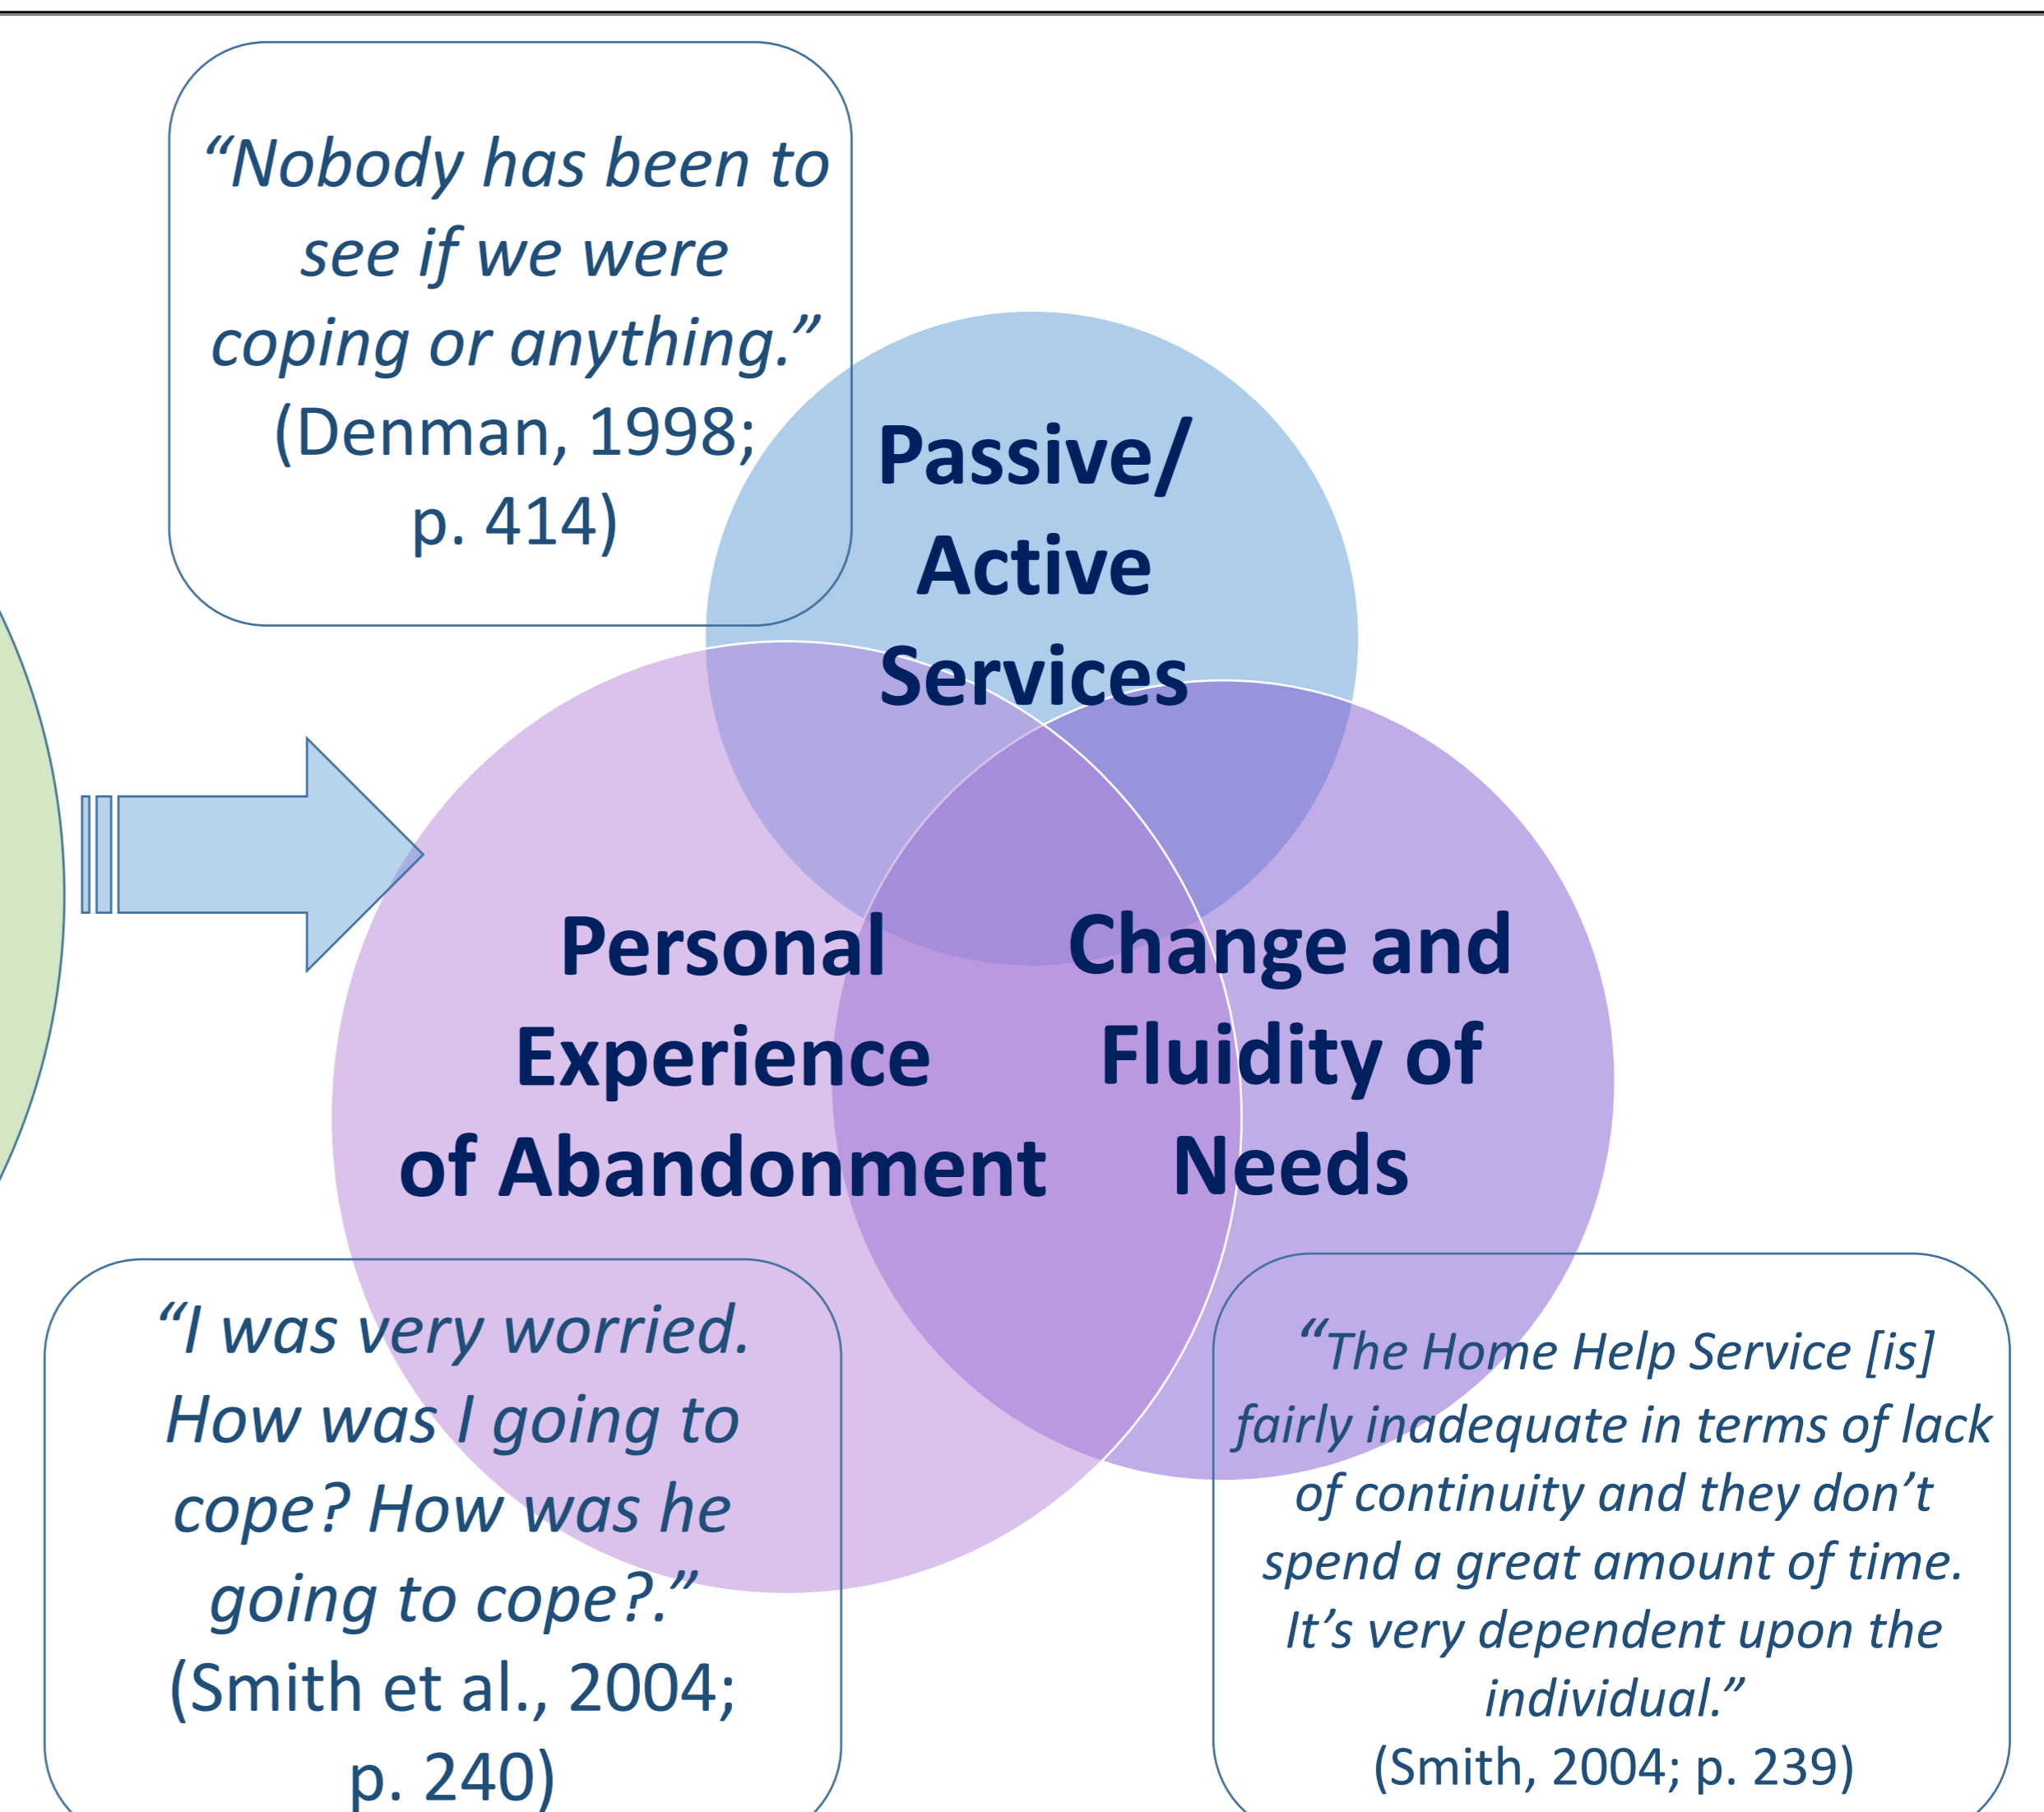 “Nobody has been to
see if we were
coping or anything.”
(Denman, 1998;
p. 414)
Passive/
Active
Services
Personal
Experience
of Abandonment
Change and
Fluidity of
Needs
“I was very worried.
How was I going to
cope? How was he
going to cope?.”
(Smith et al., 2004;
p. 240)
“The Home Help Service [is]
fairly inadequate in terms of lack
of continuity and they don’t
spend a great amount of time.
It’s very dependent upon the
individual.”
(Smith, 2004; p. 239)